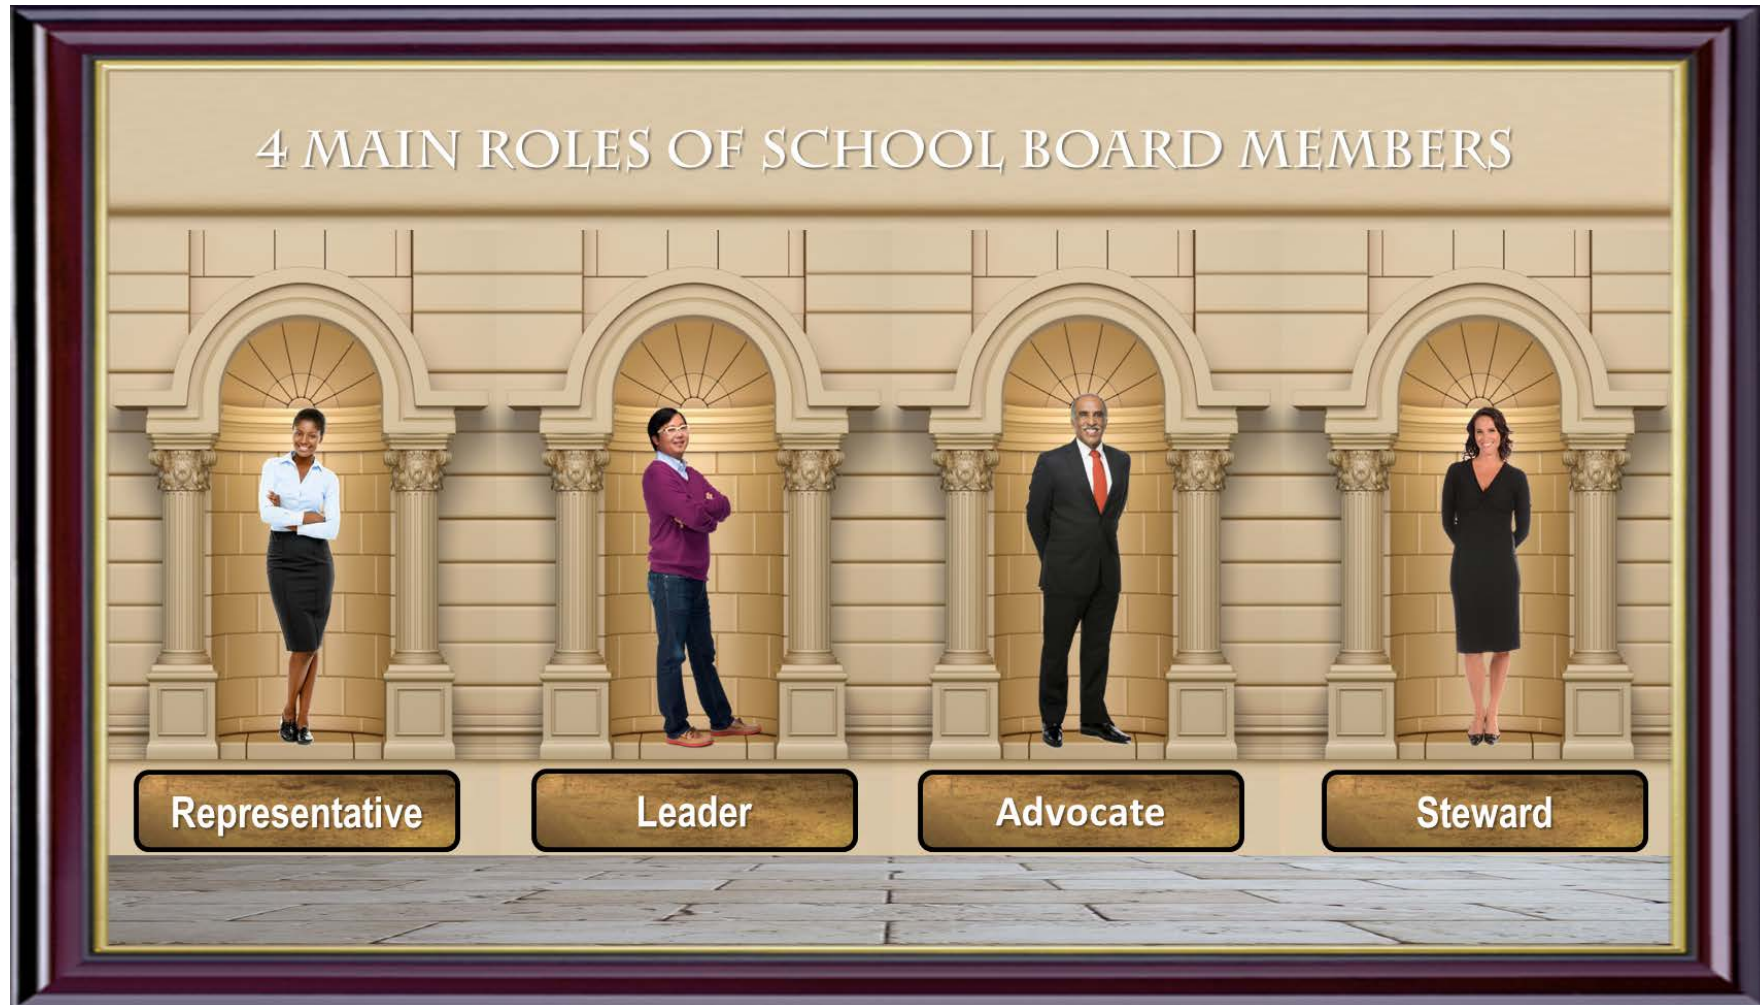 4 MAIN ROLES OF SCHOOL BOARD MEMBERS
Representative
Leader
Advocate
Steward